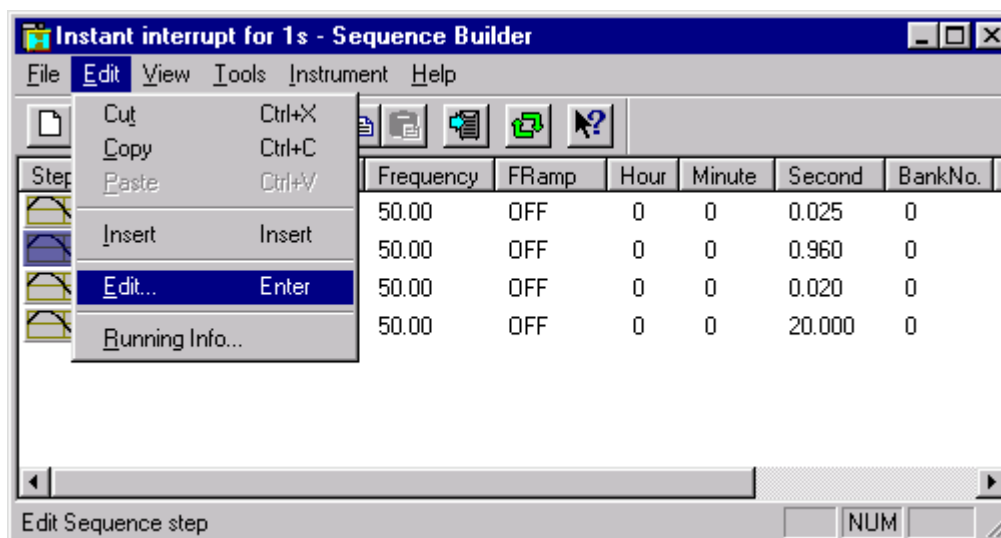 Instant interrupt for 1s - Sequence Builder
File Edit View Tools Instrument Help
Cut Ctrl+X
Copy Ctrl+C
Paste Ctrl+V
Insert Insert
Edit... Enter
Running Info...
Step Frequency FRamp Hour Minute Second BankNo.
50.00 OFF 0 0 0.025 0
50.00 OFF 0 0 0.960 0
50.00 OFF 0 0 0.020 0
50.00 OFF 0 0 20.000 0
Edit Sequence step NUM